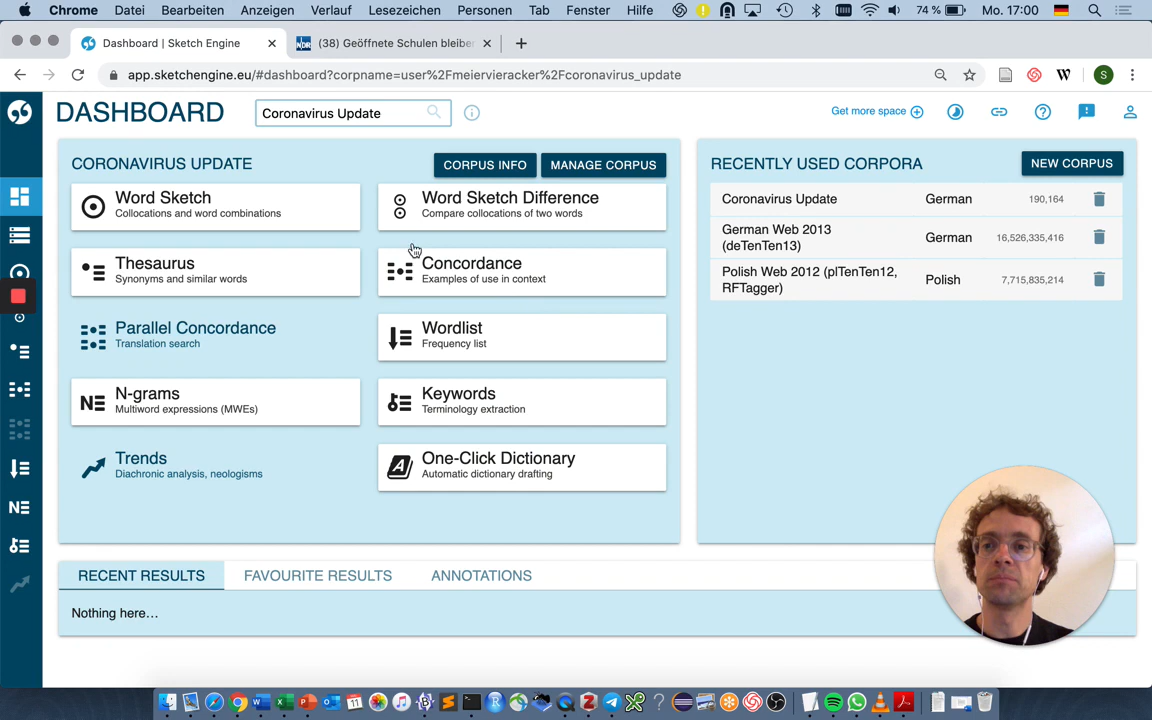 Chrome Datei Bearbeiten Anzeigen Verlauf Lesezeichen Personen Tab Fenster Hilfe 74 % Mo. 17:00
Dashboard | Sketch Engine
(38) Geöffnete Schulen bleiben
app.sketchengine.eu/#dashboard?corpname=user%2Fmeiervieracker%2Fcoronavirus_update
W S
DASHBOARD
Coronavirus Update
Get more space
CORONAVIRUS UPDATE
CORPUS INFO
MANAGE CORPUS
Word Sketch
Collocations and word combinations
Word Sketch Difference
Compare collocations of two words
Thesaurus
Synonyms and similar words
Concordance
Examples of use in context
Parallel Concordance
Translation search
Wordlist
Frequency list
N-grams
Multiword expressions (MWEs)
Keywords
Terminology extraction
Trends
Diachronic analysis, neologisms
One-Click Dictionary
Automatic dictionary drafting
RECENTLY USED CORPORA
NEW CORPUS
Coronavirus Update German 190,164
German Web 2013
(deTenTen13) German 16,526,335,416
Polish Web 2012 (plTenTen12,
RFTagger) Polish 7,715,835,214
RECENT RESULTS
FAVOURITE RESULTS
ANNOTATIONS
Nothing here…